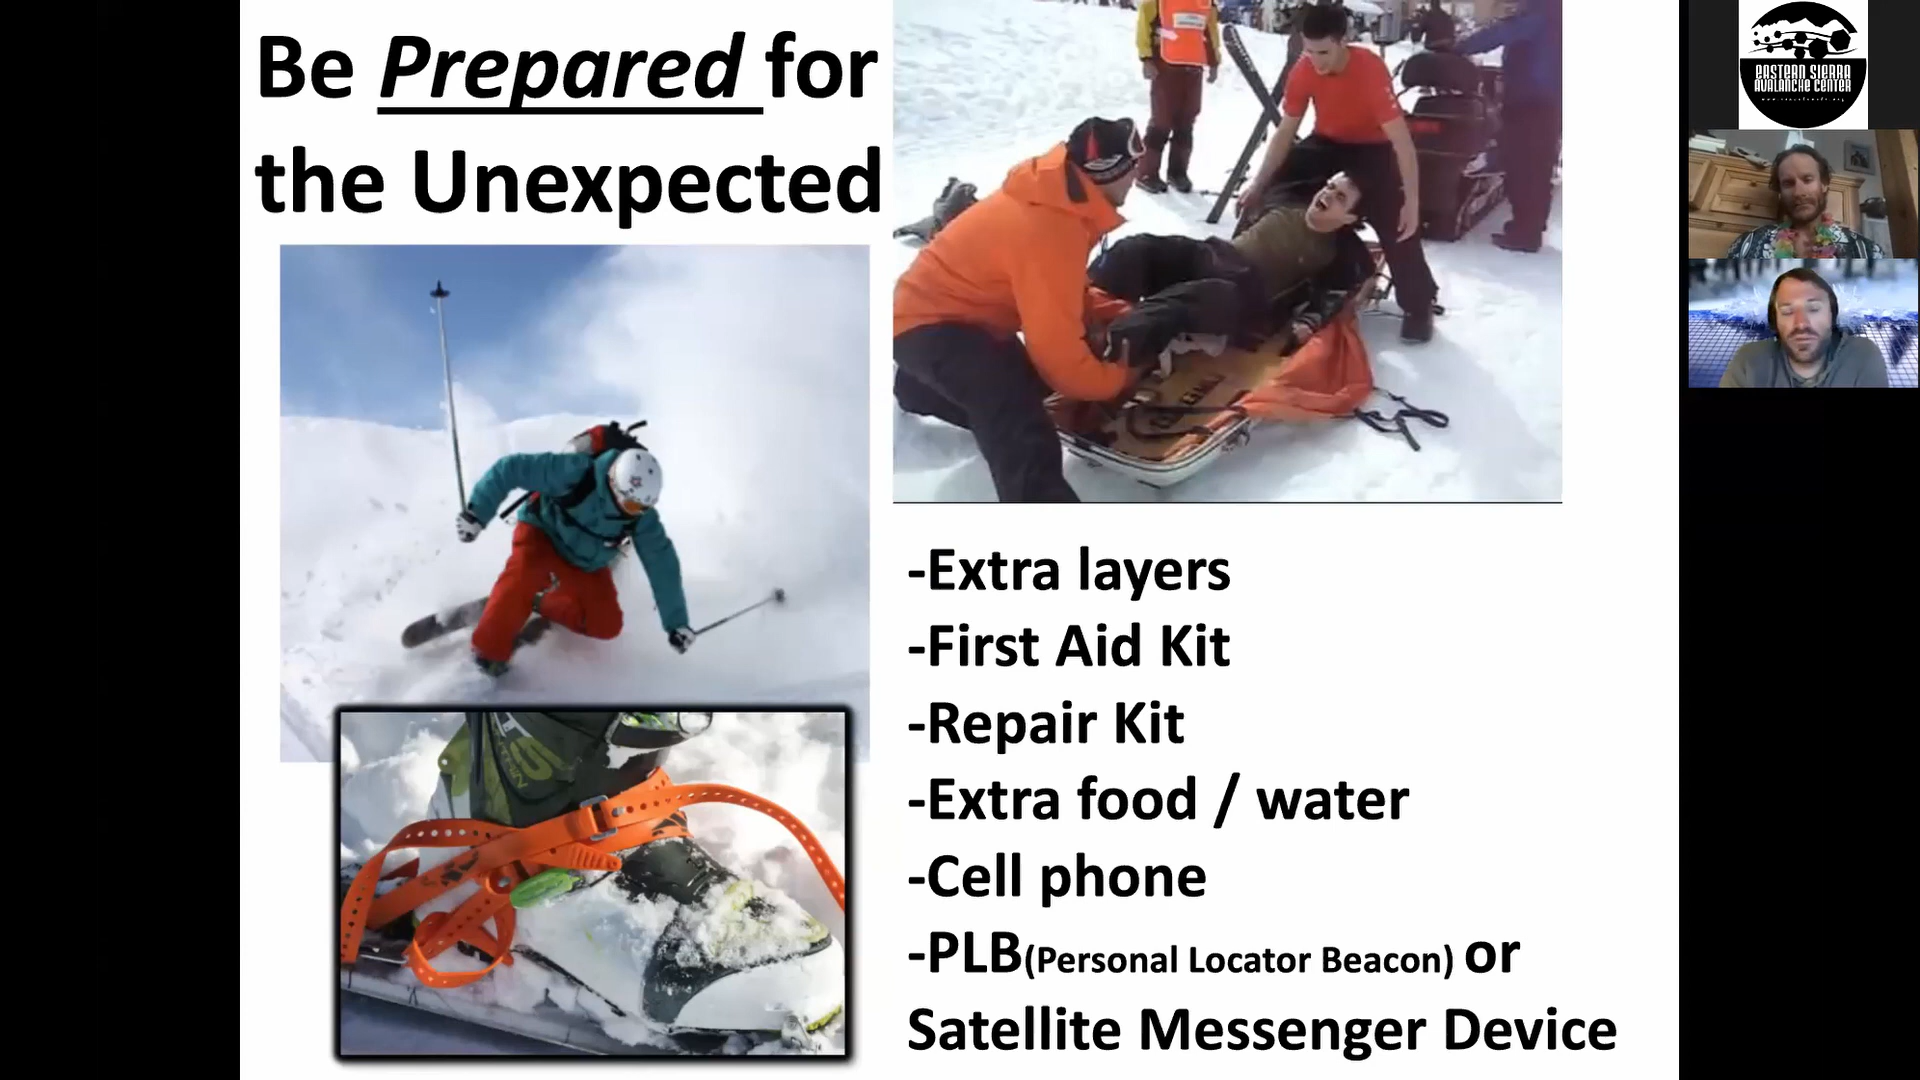 Be Prepared for
the Unexpected
-Extra layers
-First Aid Kit
-Repair Kit
-Extra food / water
-Cell phone
-PLB(Personal Locator Beacon) or
Satellite Messenger Device
EASTERN SIERRA
AVALANCHE CENTER